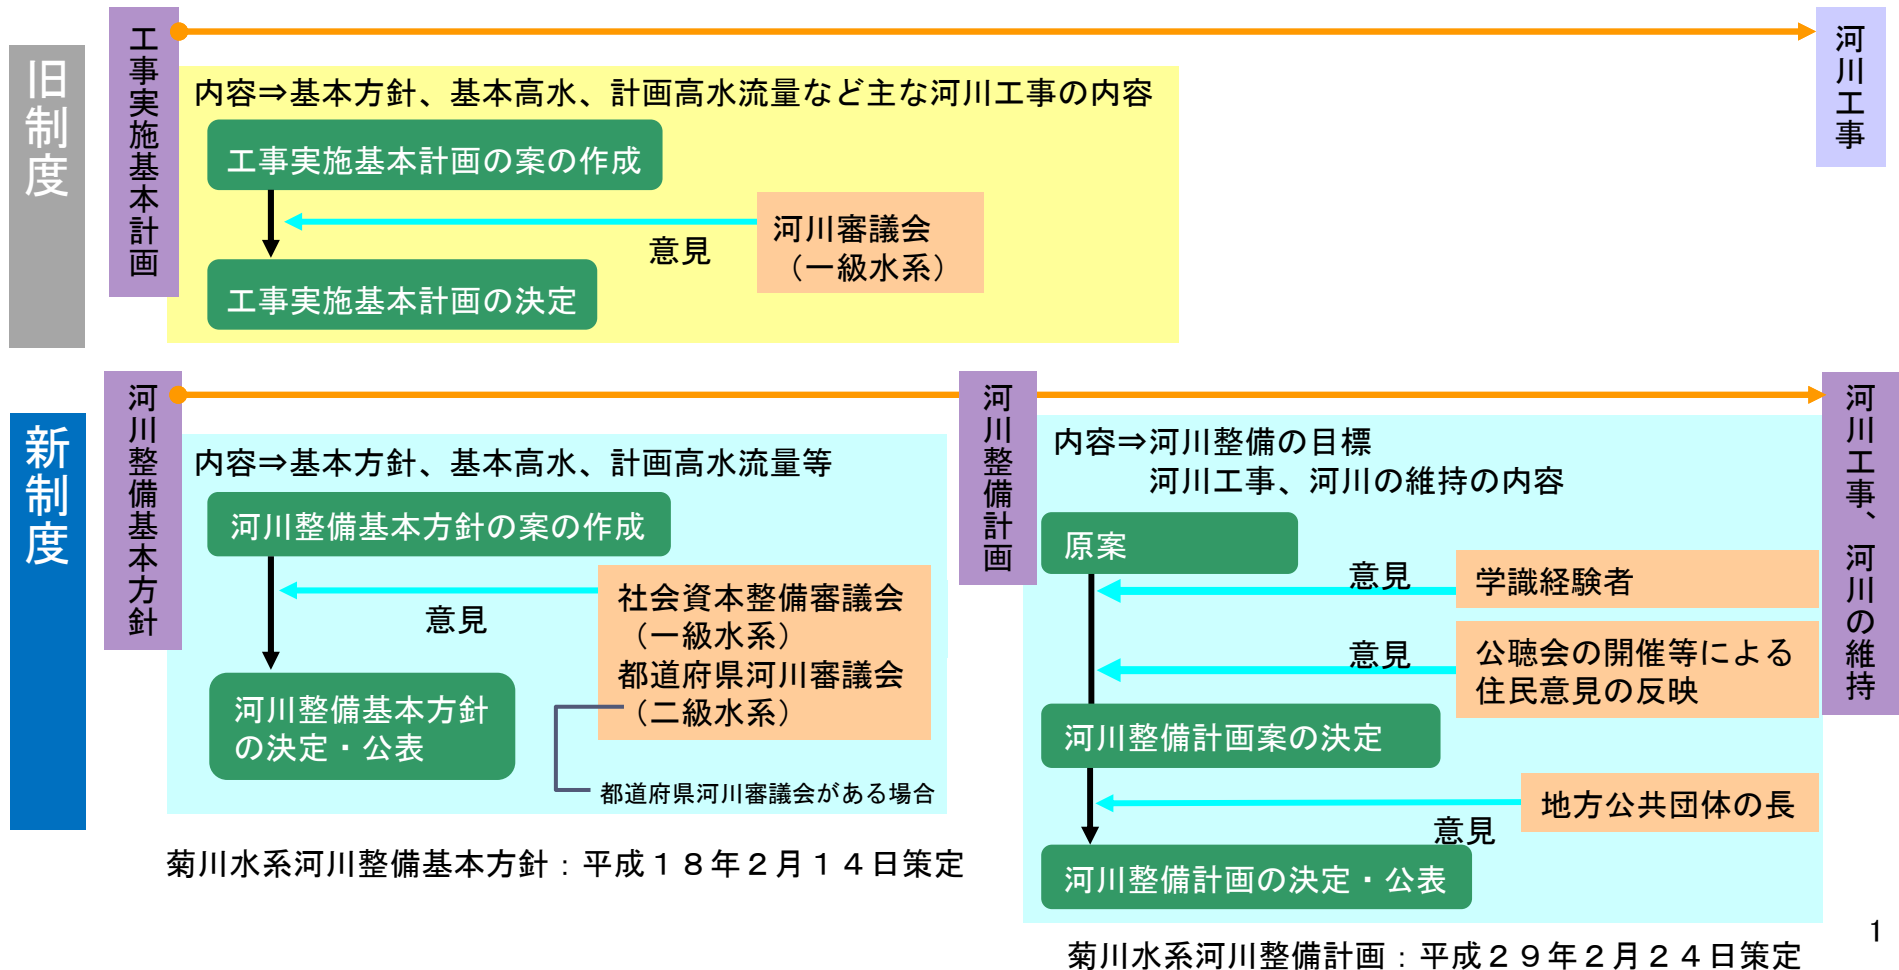 旧制度
工事実施基本計画
河川工事
内容⇒基本方針、基本高水、計画高水流量など主な河川工事の内容
工事実施基本計画の案の作成
意見
河川審議会
（一級水系）
工事実施基本計画の決定
新制度
河川整備基本方針
内容⇒基本方針、基本高水、計画高水流量等
河川整備基本方針の案の作成
意見
社会資本整備審議会
（一級水系）
都道府県河川審議会
（二級水系）
河川整備基本方針
の決定・公表
都道府県河川審議会がある場合
菊川水系河川整備基本方針：平成１８年２月１４日策定
河川整備計画
内容⇒河川整備の目標
河川工事、河川の維持の内容
原案
意見
学識経験者
意見
公聴会の開催等による
住民意見の反映
河川整備計画案の決定
意見
地方公共団体の長
河川整備計画の決定・公表
河川工事、河川の維持
菊川水系河川整備計画：平成２９年２月２４日策定
1